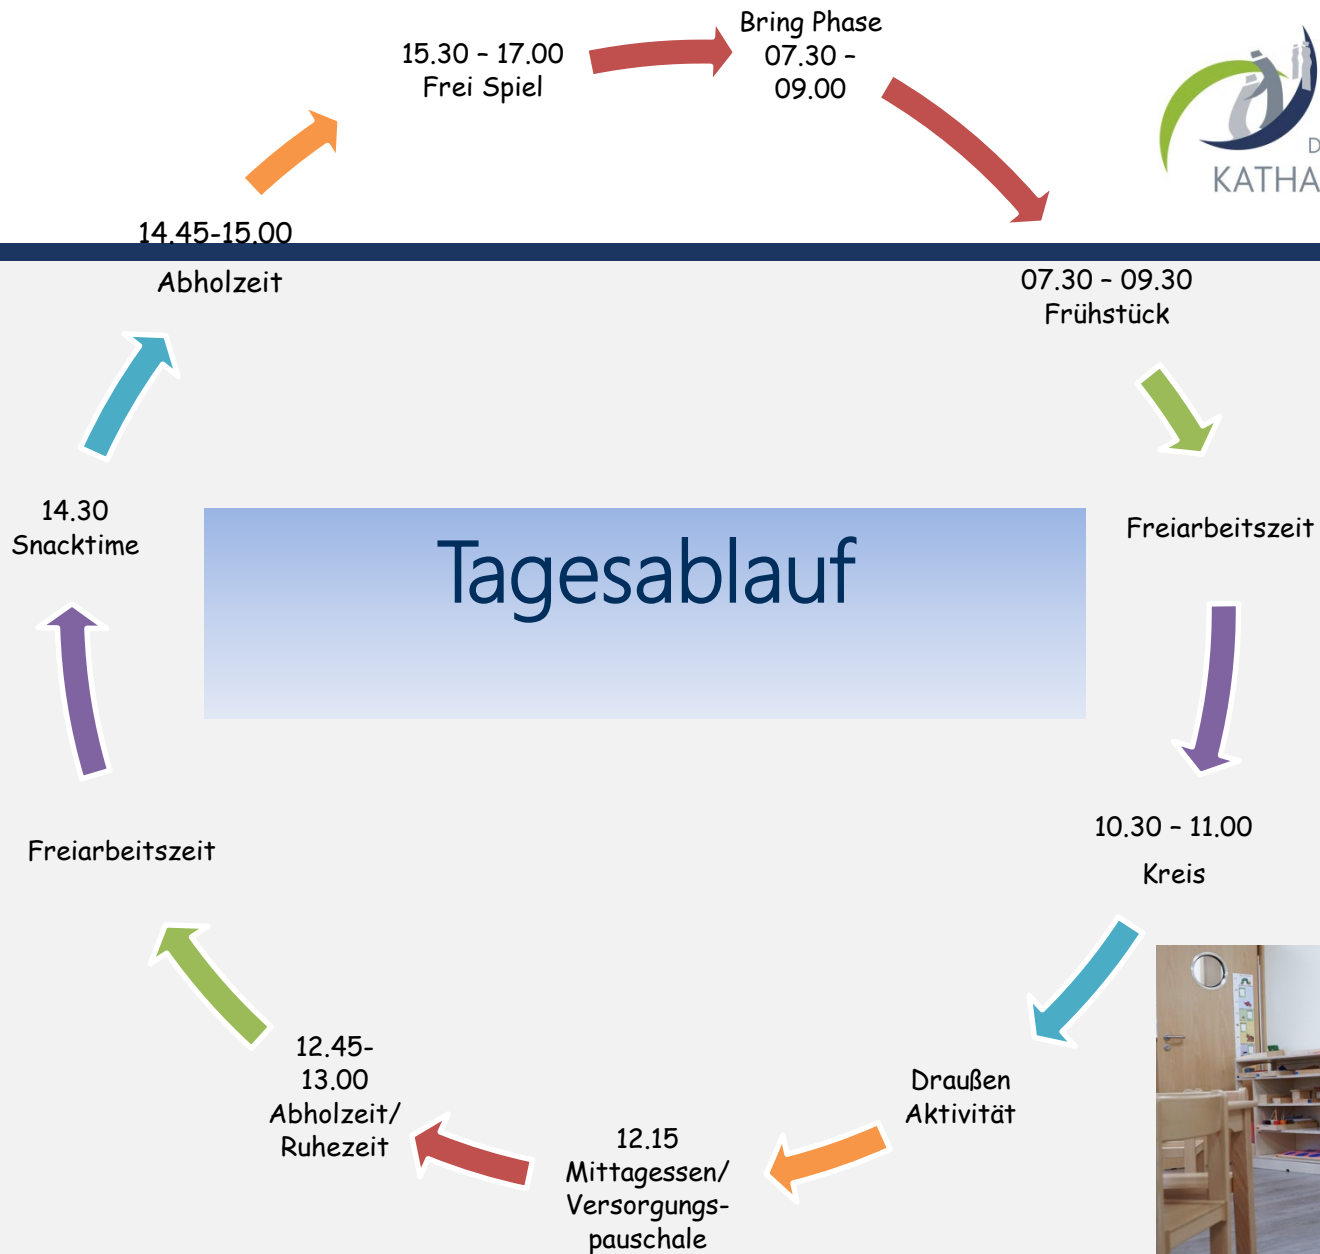 Bring Phase
07.30 –
09.00
D
KATHA
07.30 – 09.30
Frühstück
Freiarbeitszeit
10.30 – 11.00
Kreis
Draußen
Aktivität
12.15
Mittagessen/
Versorgungs-
pauschale
12.45-
13.00
Abholzeit/
Ruhezeit
Freiarbeitszeit
14.30
Snacktime
14.45-15.00
Abholzeit
15.30 – 17.00
Frei Spiel
Tagesablauf